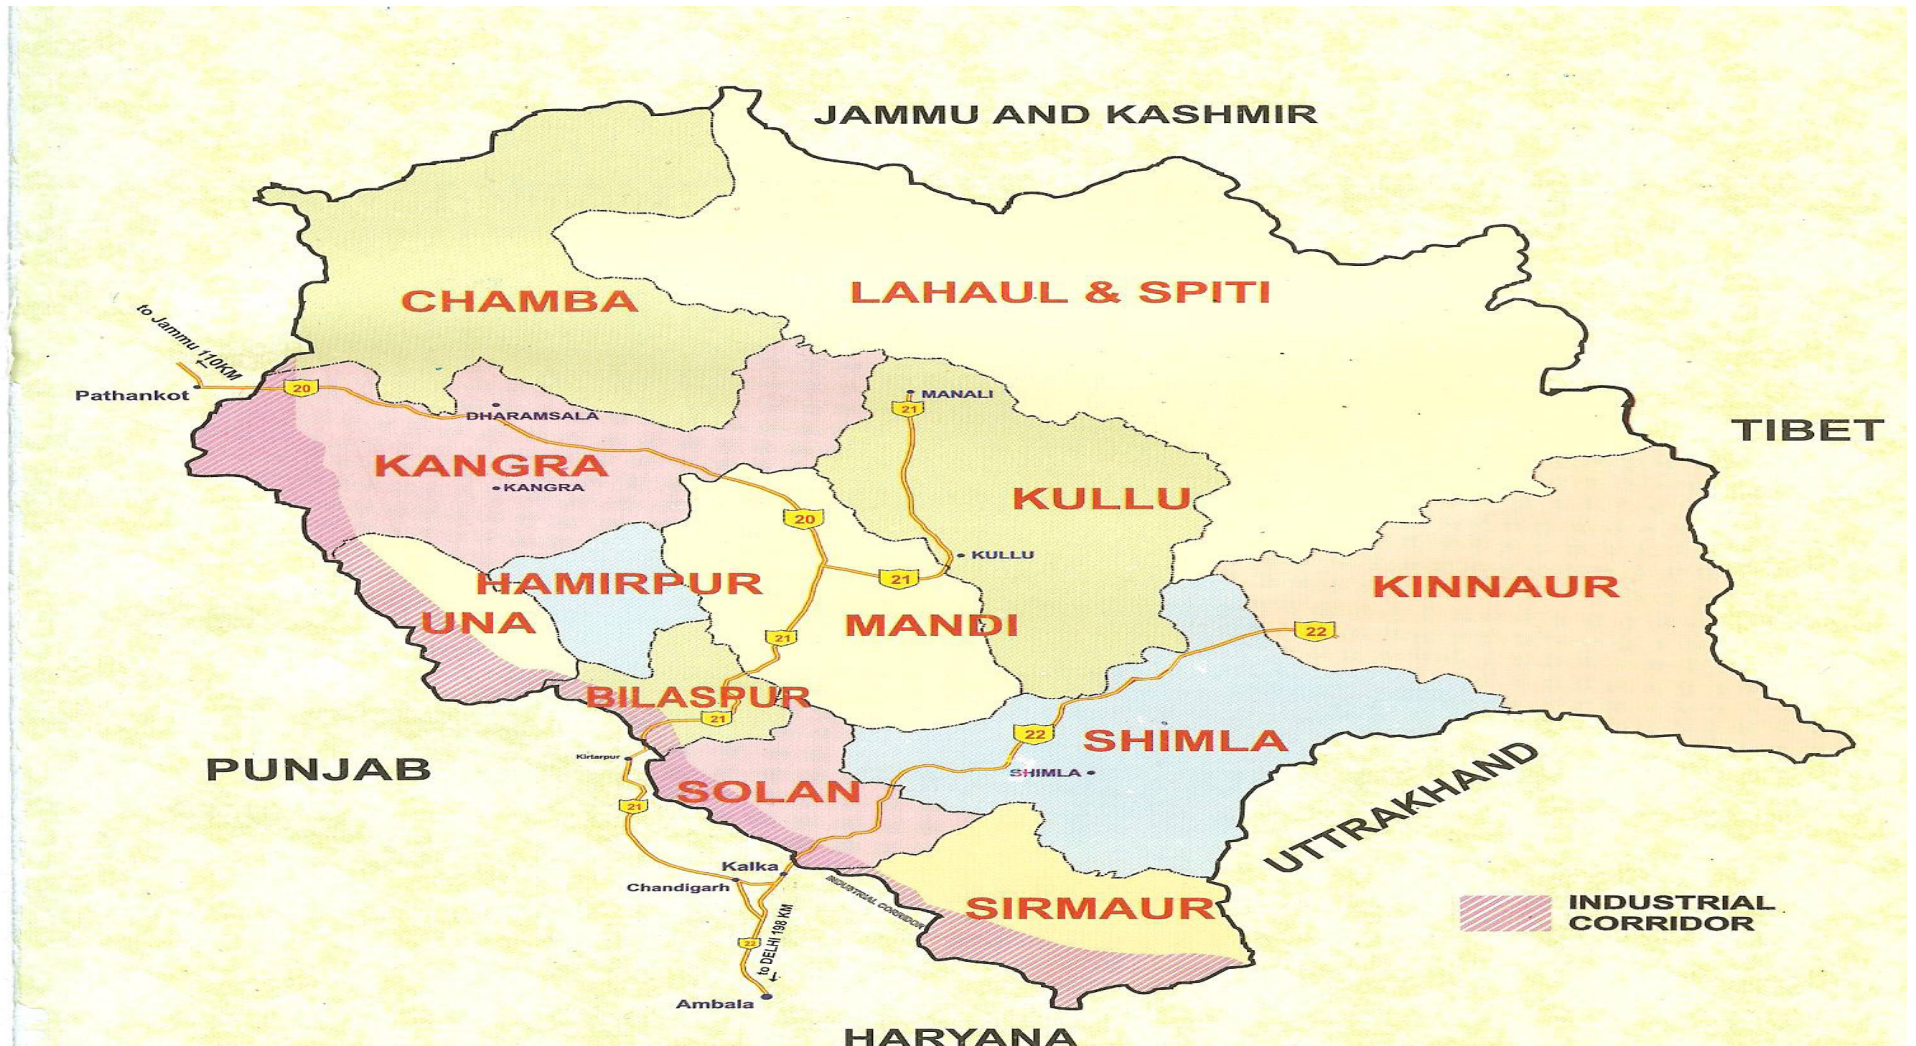 JAMMU AND KASHMIR
LAHAUL & SPITI
CHAMBA
to Jammu 110KM
Pathankot
20
DHARAMSALA
MANALI
21
TIBET
KANGRA
KANGRA
KULLU
20
KULLU
21
HAMIRPUR
KINNAUR
UNA
MANDI
21
22
BILASPUR
21
22
SHIMLA
SHIMLA
Kirtarpur
PUNJAB
SOLAN
21
UTTRAKHAND
Kalka
Chandigarh
INDUSTRIAL CORRIDOR
SIRMAUR
INDUSTRIAL
CORRIDOR
22
to DELHI 198 KM
Ambala
HARYANA